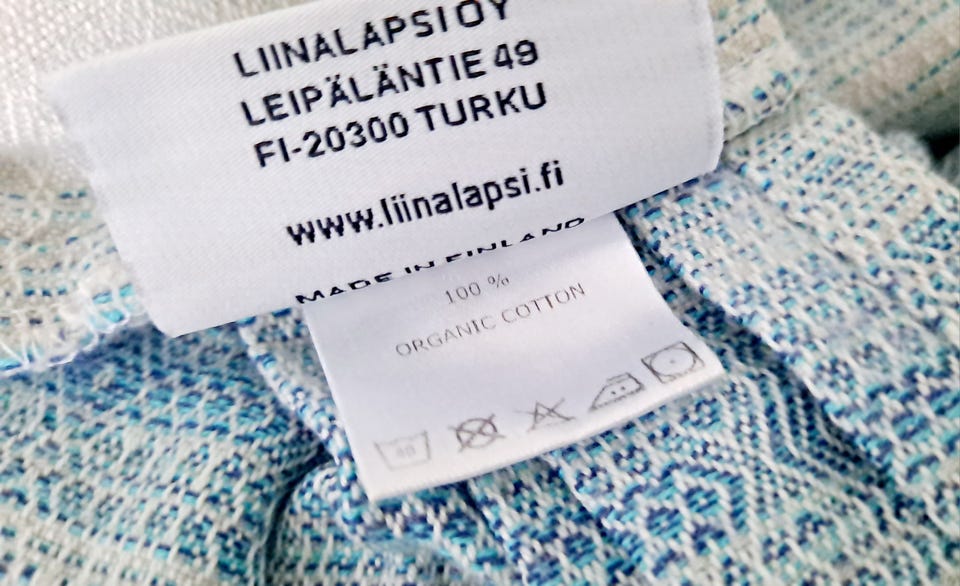 LIINALAPSI OY
LEIPÄLÄNTIE 49
FI-20300 TURKU
www.liinalapsi.fi
MADE IN FINLAND
100 %
ORGANIC COTTON
40